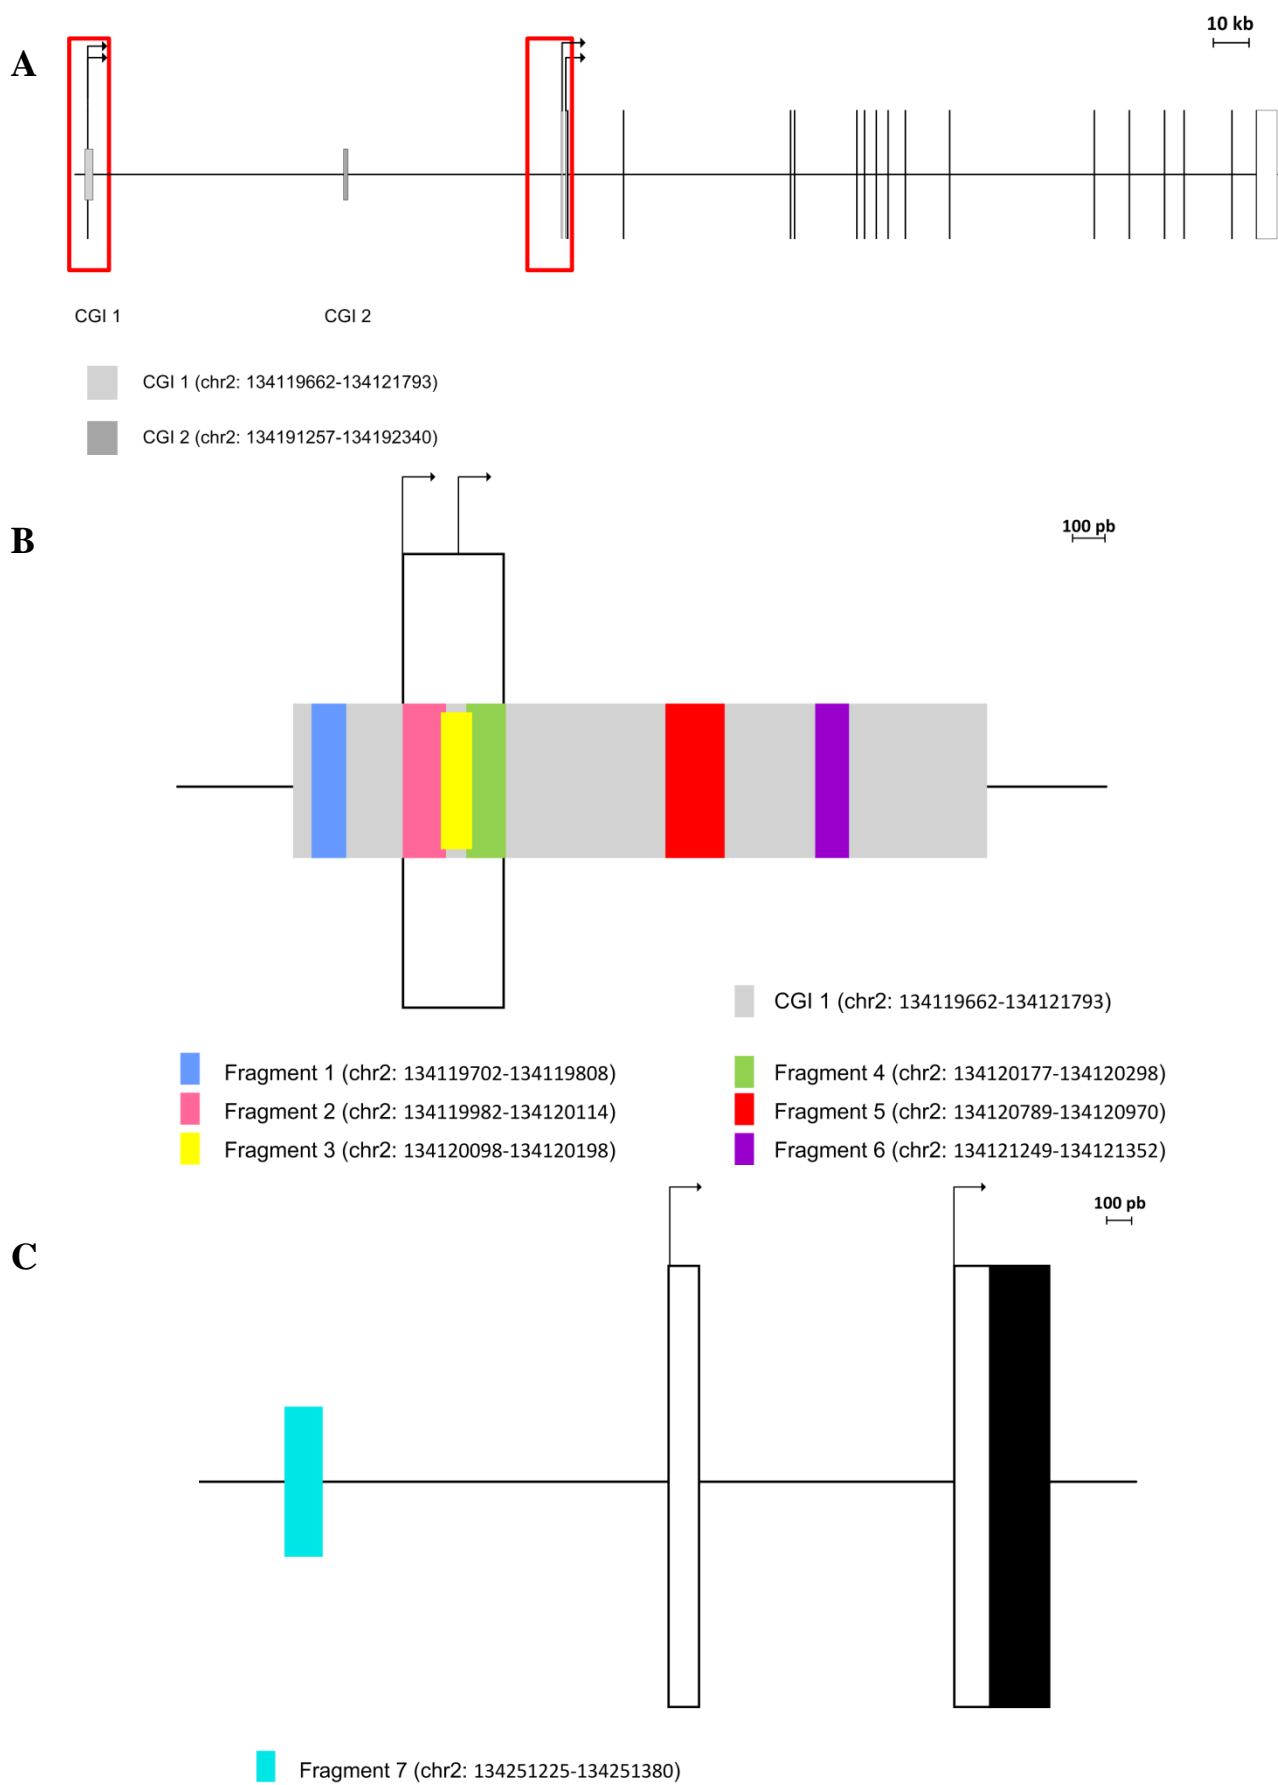 10 kb
A
CGI 1
CGI 2
CGI 1 (chr2: 134119662-134121793)
CGI 2 (chr2: 134191257-134192340)
B
100 pb
CGI 1 (chr2: 134119662-134121793)
Fragment 1 (chr2: 134119702-134119808)
Fragment 4 (chr2: 134120177-134120298)
Fragment 2 (chr2: 134119982-134120114)
Fragment 5 (chr2: 134120789-134120970)
Fragment 3 (chr2: 134120098-134120198)
Fragment 6 (chr2: 134121249-134121352)
100 pb
C
Fragment 7 (chr2: 134251225-134251380)